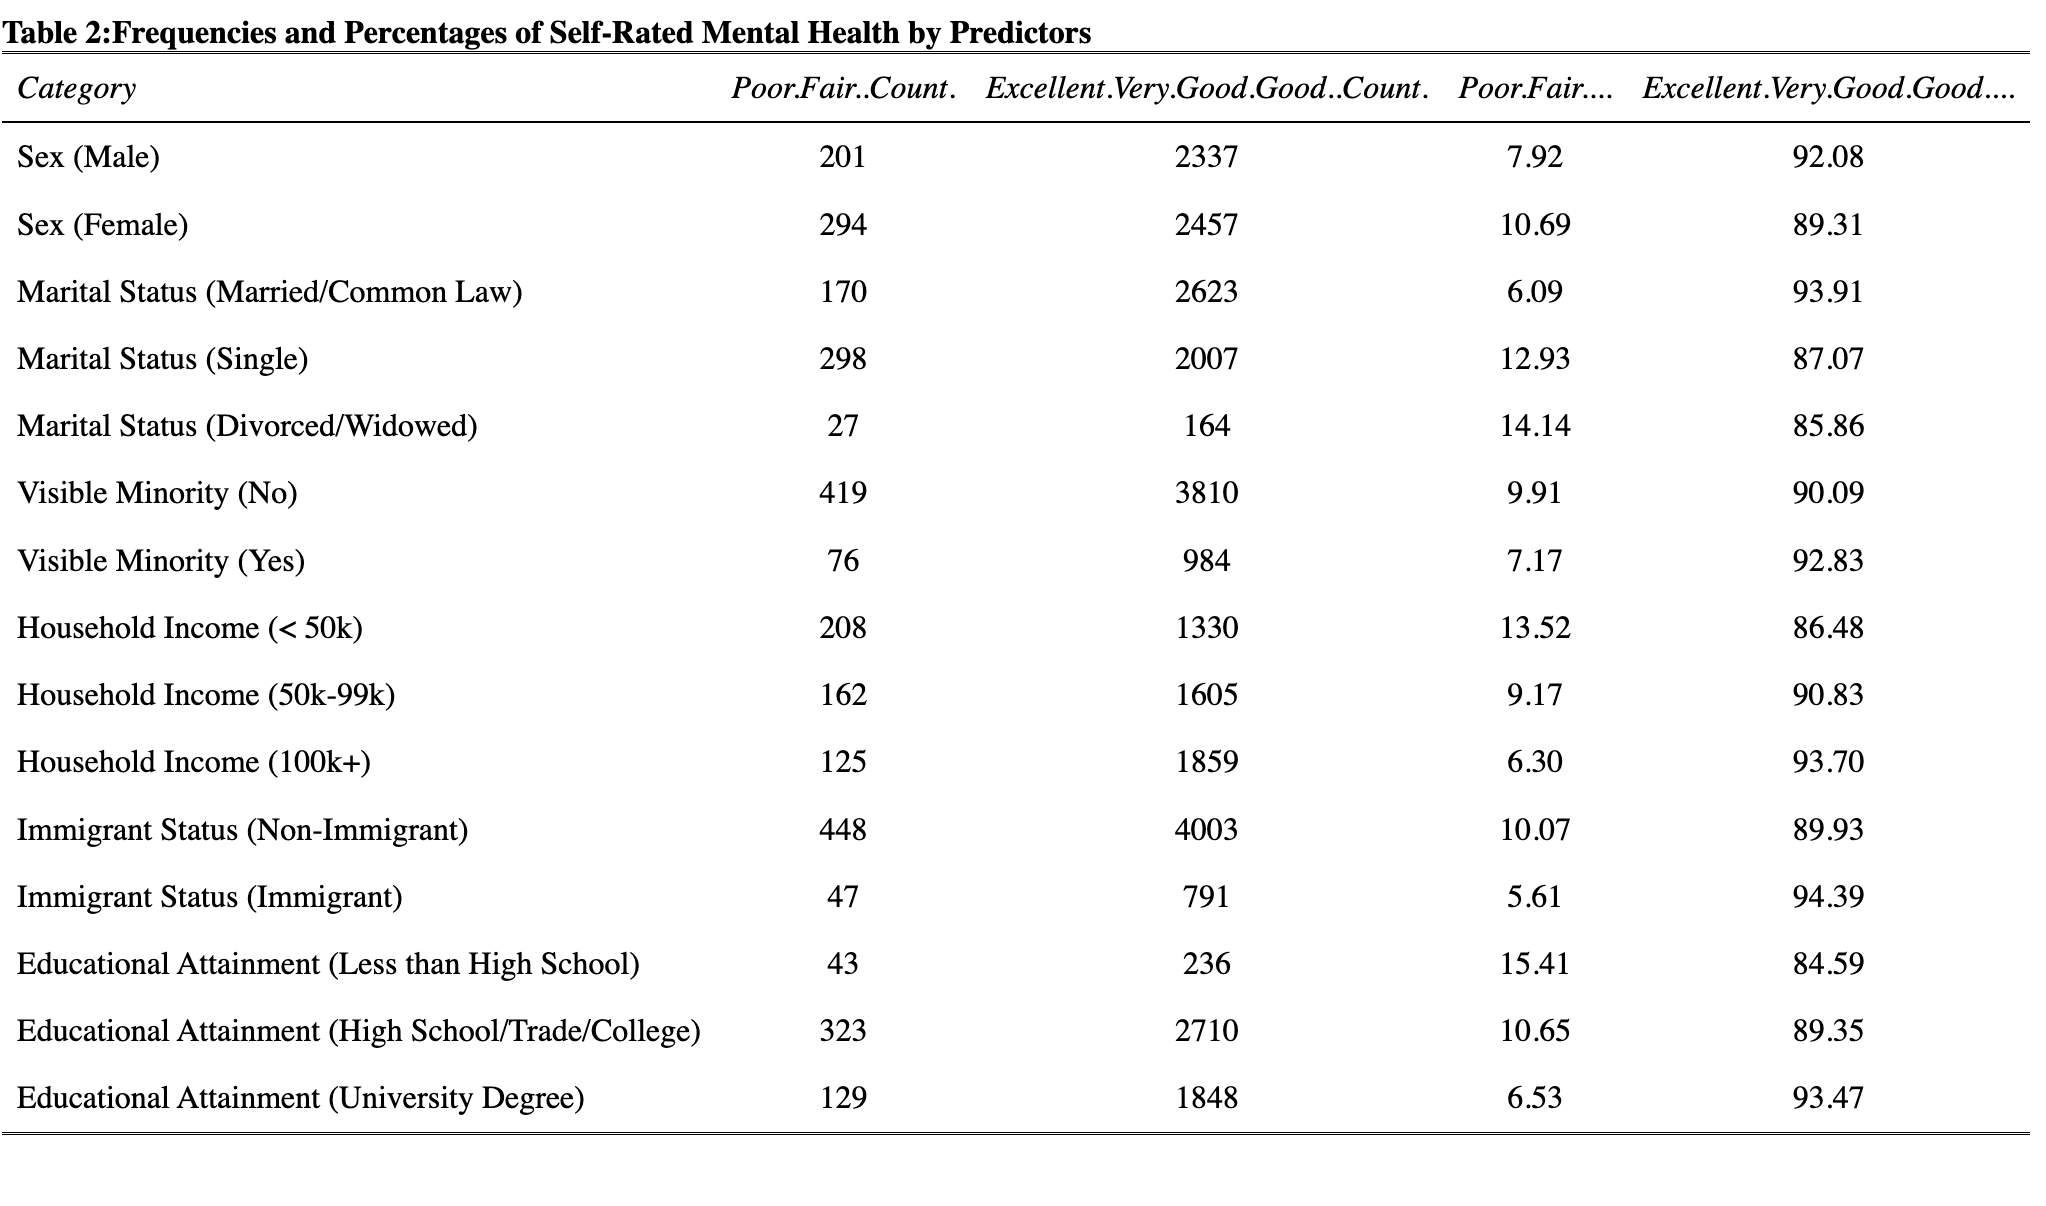 Table 2:Frequencies and Percentages of Self-Rated Mental Health by Predictors
Category Poor.Fair..Count. Excellent.Very.Good.Good..Count. Poor.Fair.... Excellent.Very.Good.Good....
Sex (Male) 201 2337 7.92 92.08
Sex (Female) 294 2457 10.69 89.31
Marital Status (Married/Common Law) 170 2623 6.09 93.91
Marital Status (Single) 298 2007 12.93 87.07
Marital Status (Divorced/Widowed) 27 164 14.14 85.86
Visible Minority (No) 419 3810 9.91 90.09
Visible Minority (Yes) 76 984 7.17 92.83
Household Income (< 50k) 208 1330 13.52 86.48
Household Income (50k-99k) 162 1605 9.17 90.83
Household Income (100k+) 125 1859 6.30 93.70
Immigrant Status (Non-Immigrant) 448 4003 10.07 89.93
Immigrant Status (Immigrant) 47 791 5.61 94.39
Educational Attainment (Less than High School) 43 236 15.41 84.59
Educational Attainment (High School/Trade/College) 323 2710 10.65 89.35
Educational Attainment (University Degree) 129 1848 6.53 93.47